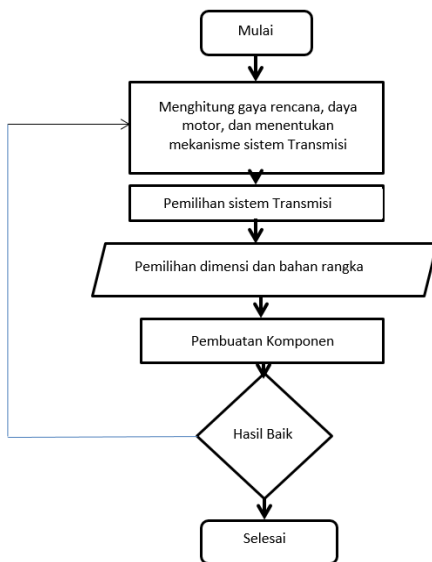 Mulai
Menghitung gaya rencana, daya
motor, dan menentukan
mekanisme sistem Transmisi
Pemilihan sistem Transmisi
Pemilihan dimensi dan bahan rangka
Pembuatan Komponen
Hasil Baik
Selesai